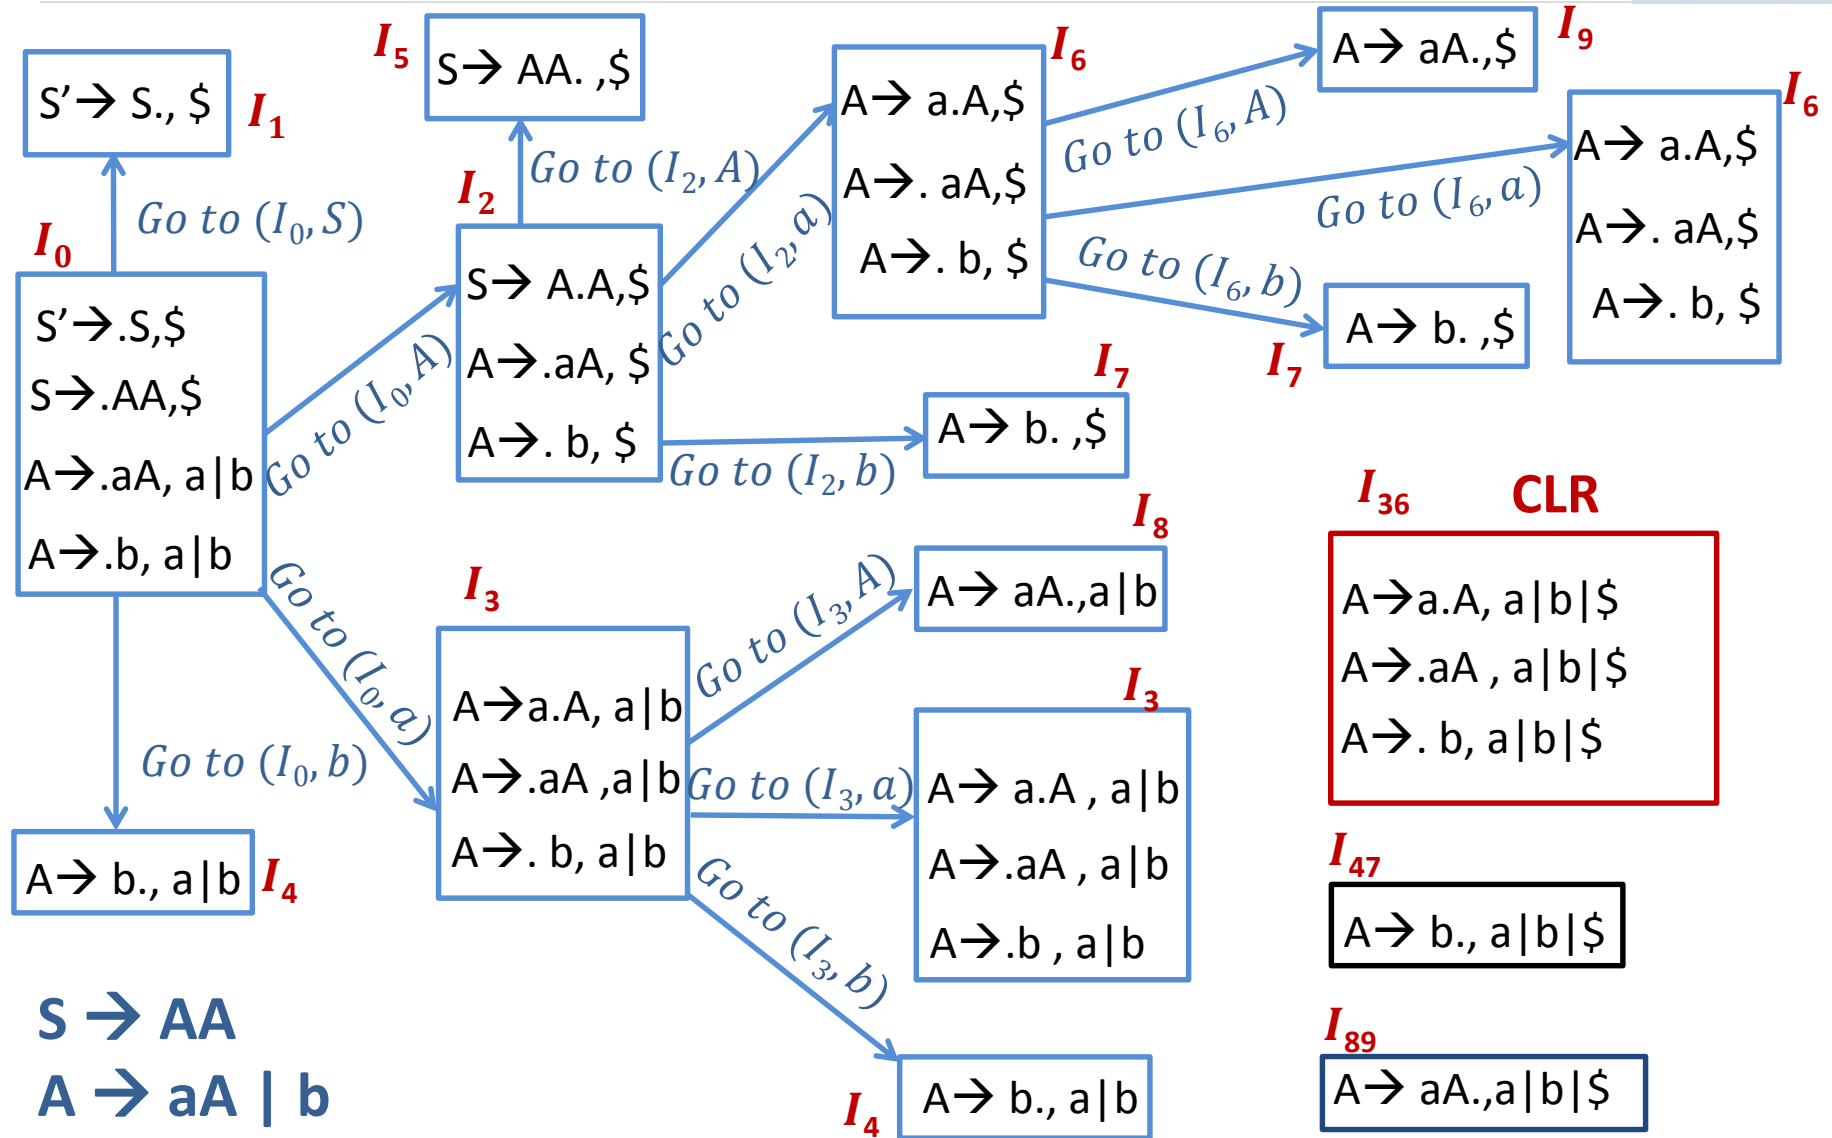 I₁
S'→ S., $
Go to (I₀, S)
I₀
S'→.S,$
S→.AA,$
A→.aA, a|b
A→.b, a|b
Go to (I₀, A)
Go to (I₀, a)
Go to (I₀, b)
A→ b., a|b
I₄
I₅
S→ AA. ,$
Go to (I₂, A)
I₂
S→ A.A,$
A→.aA, $
A→. b, $
Go to (I₂, a)
Go to (I₂, b)
I₆
A→ a.A,$
A→. aA,$
A→. b, $
Go to (I₆, A)
Go to (I₆, a)
Go to (I₆, b)
I₉
A→ aA.,$
I₆
A→ a.A,$
A→. aA,$
A→. b, $
I₇
A→ b. ,$
I₇
A→ b. ,$
I₃
A→a.A, a|b
A→.aA ,a|b
A→. b, a|b
Go to (I₃, A)
Go to (I₃, a)
Go to (I₃, b)
I₈
A→ aA.,a|b
I₃
A→ a.A , a|b
A→.aA , a|b
A→.b , a|b
I₄
A→ b., a|b
I₃₆ CLR
A→a.A, a|b|$
A→.aA , a|b|$
A→. b, a|b|$
I₄₇
A→ b., a|b|$
I₈₉
A→ aA.,a|b|$
S → AA
A → aA | b